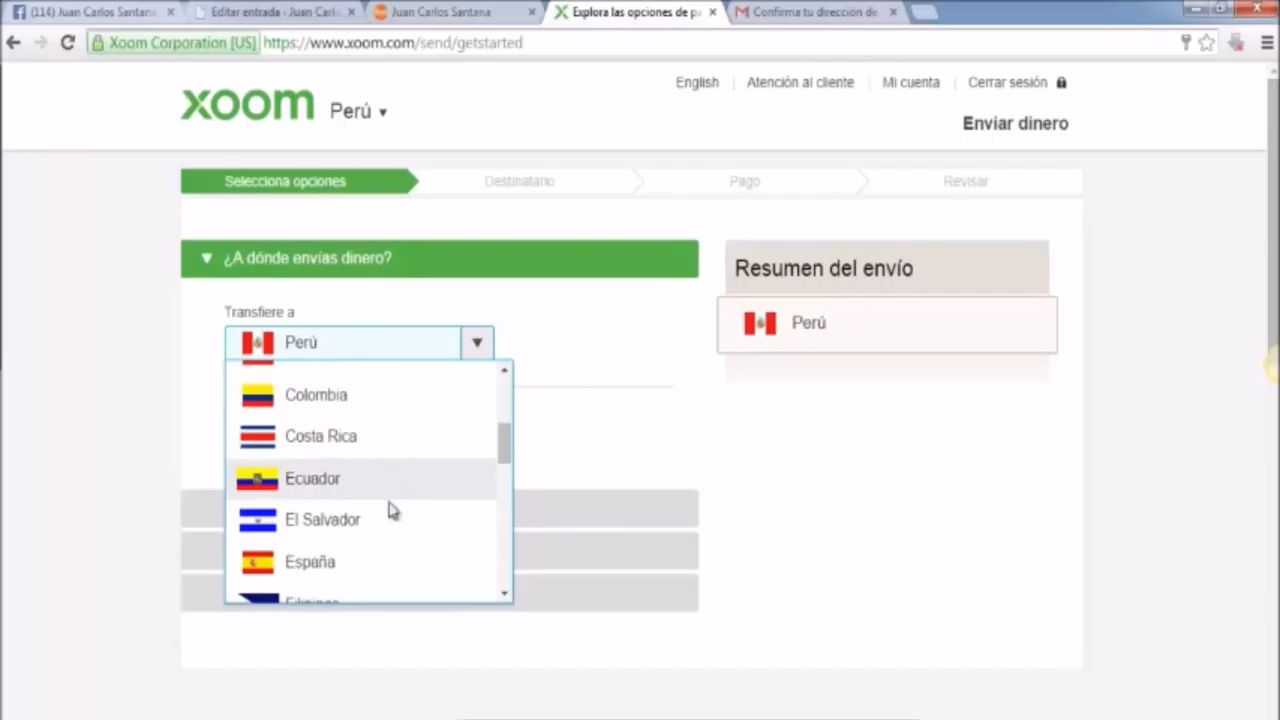 (114) Juan Carlos Santana
Editar entrada ‹ Juan Carlo
Juan Carlos Santana
Explora las opciones de pa
Confirma tu dirección de
Xoom Corporation [US] https://www.xoom.com/send/getstarted
English
Atención al cliente
Mi cuenta
Cerrar sesión
xoom Perú
Enviar dinero
Selecciona opciones
Destinatario
Pago
Revisar
¿A dónde envías dinero?
Resumen del envío
Transfiere a
Perú
Perú
Colombia
Costa Rica
Ecuador
El Salvador
España
Filipinas